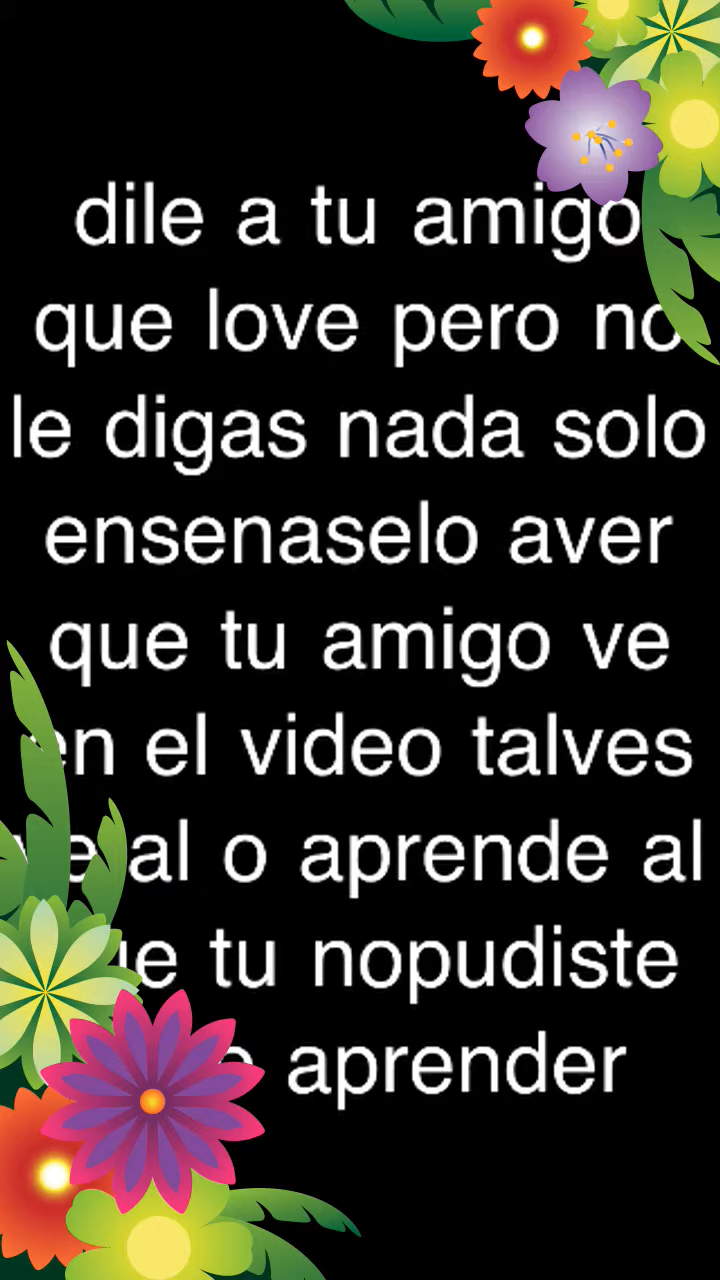 dile a tu amigo
que love pero no
le digas nada solo
ensenaselo aver
que tu amigo ve
en el video talves
al o aprende al
tu nopudiste
aprender